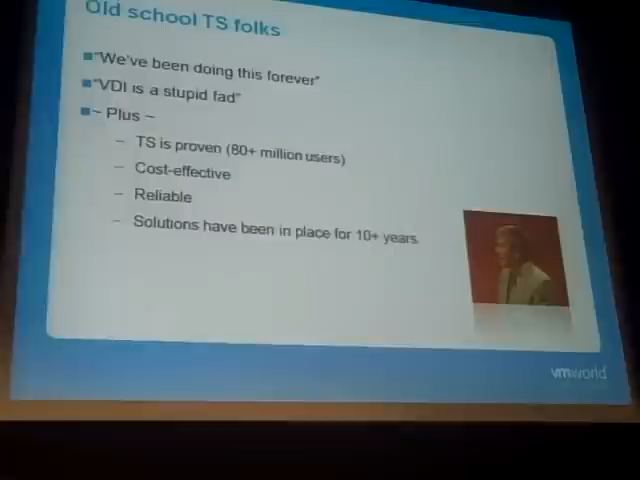 Old school TS folks
"We've been doing this forever"
"VDI is a stupid fad"
~ Plus ~
– TS is proven (80+ million users)
– Cost-effective
– Reliable
– Solutions have been in place for 10+ years
vmworld